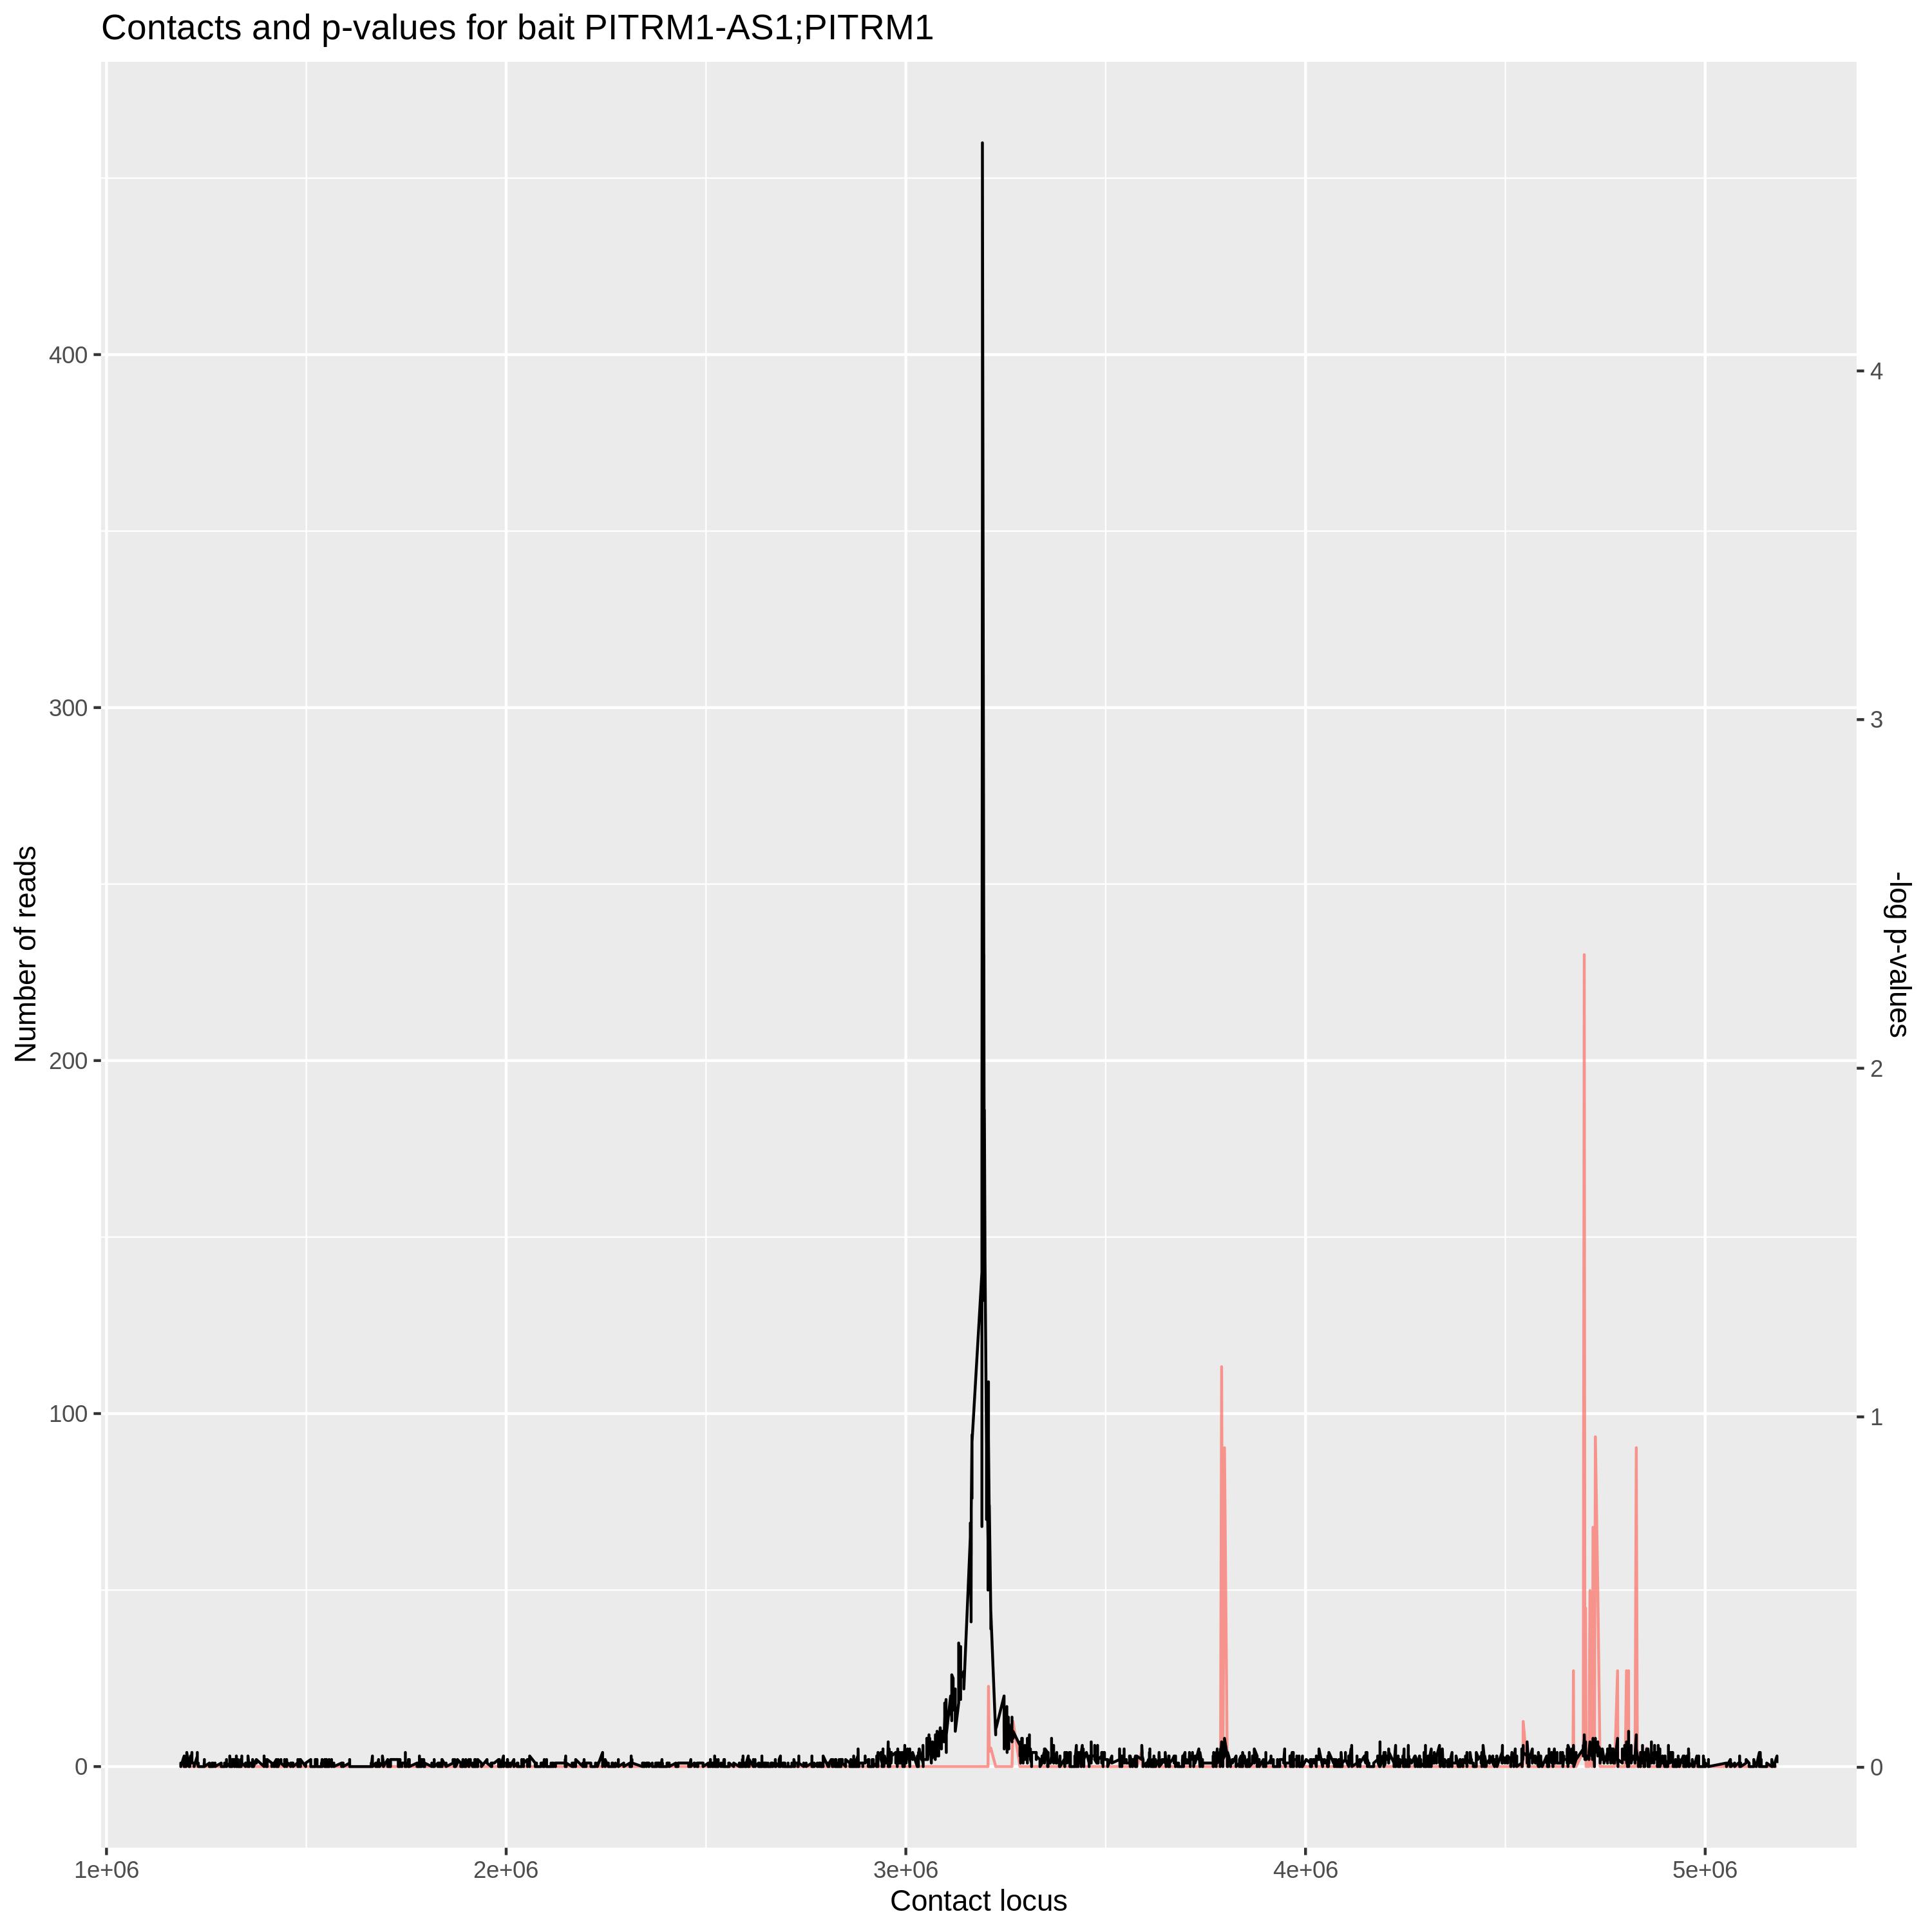 Contacts and p-values for bait PITRM1-AS1;PITRM1
Number of reads
400
300
200
100
0
-log p-values
4
3
2
1
0
1e+06
2e+06
3e+06
4e+06
5e+06
Contact locus